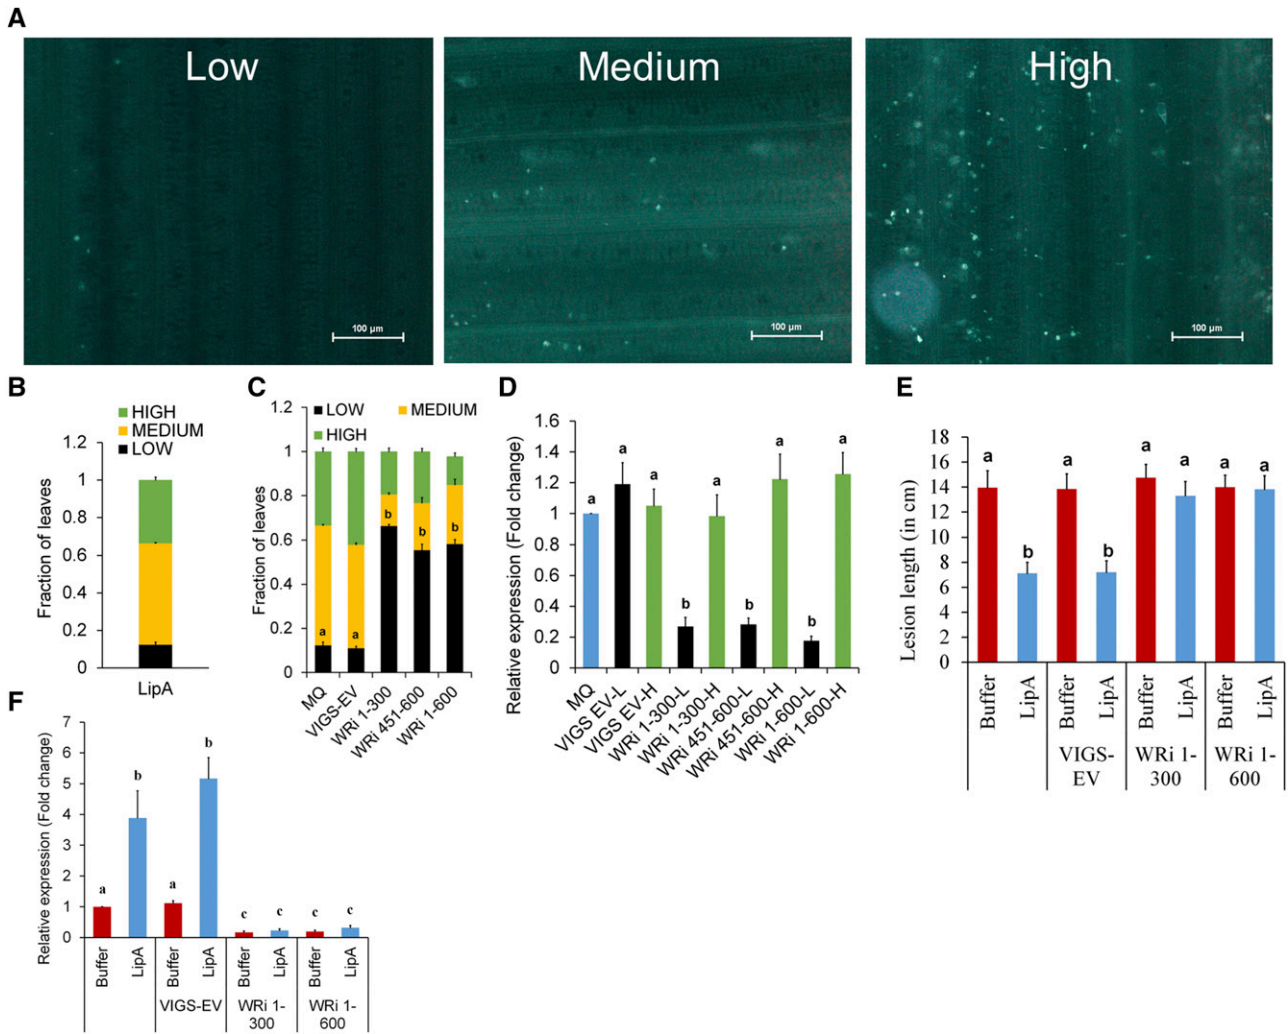 A
Low
Medium
High
100 µm
100 µm
100 µm
B
HIGH
MEDIUM
LOW
Fraction of leaves
1.2
1
0.8
0.6
0.4
0.2
0
LipA
C
LOW
MEDIUM
HIGH
Fraction of leaves
1.2
1
0.8
0.6
0.4
0.2
0
a
a
b
b
b
MQ
VIGS-EV
WRi 1-300
WRi 451-600
WRi 1-600
D
Relative expression (Fold change)
1.6
1.4
1.2
1
0.8
0.6
0.4
0.2
0
a
a
a
b
a
b
a
b
a
MQ
VIGS EV-L
VIGS EV-H
WRi 1-300-L
WRi 1-300-H
WRi 451-600-L
WRi 451-600-H
WRi 1-600-L
WRi 1-600-H
E
Lesion length (in cm)
18
16
14
12
10
8
6
4
2
0
a
b
a
b
a
a
a
a
Buffer
LipA
Buffer
LipA
Buffer
LipA
Buffer
LipA
VIGS-
EV
WRi 1-
300
WRi 1-
600
F
Relative expression (Fold change)
7
6
5
4
3
2
1
0
a
b
a
b
c
c
c
c
Buffer
LipA
Buffer
LipA
Buffer
LipA
Buffer
LipA
VIGS-EV
WRi 1-
300
WRi 1-
600